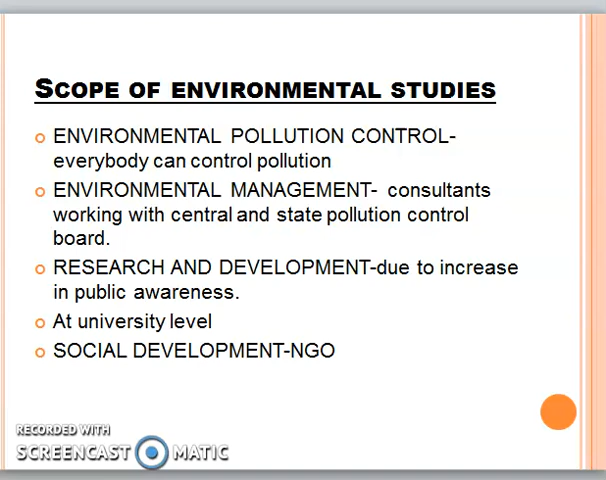 SCOPE OF ENVIRONMENTAL STUDIES
ENVIRONMENTAL POLLUTION CONTROL-
everybody can control pollution
ENVIRONMENTAL MANAGEMENT- consultants
working with central and state pollution control
board.
RESEARCH AND DEVELOPMENT-due to increase
in public awareness.
At university level
SOCIAL DEVELOPMENT-NGO
RECORDED WITH
SCREENCAST MATIC